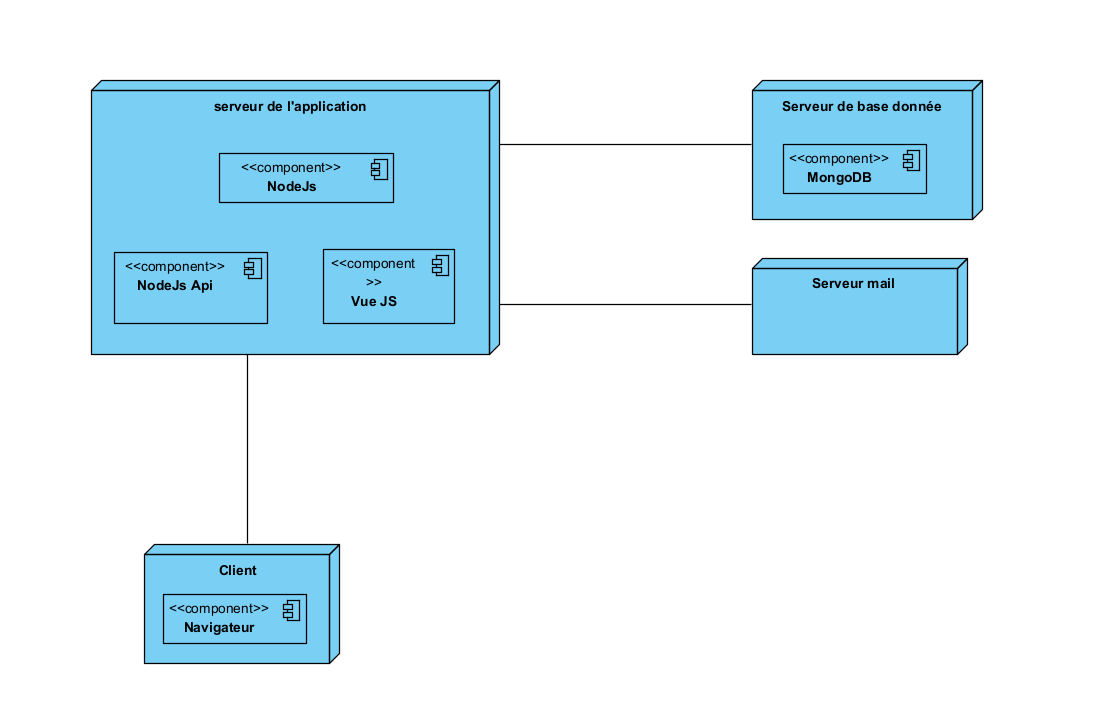 serveur de l'application
<<component>>
NodeJs
<<component>>
NodeJs Api
<<component
>>
Vue JS
Serveur de base donnée
<<component>>
MongoDB
Serveur mail
Client
<<component>>
Navigateur